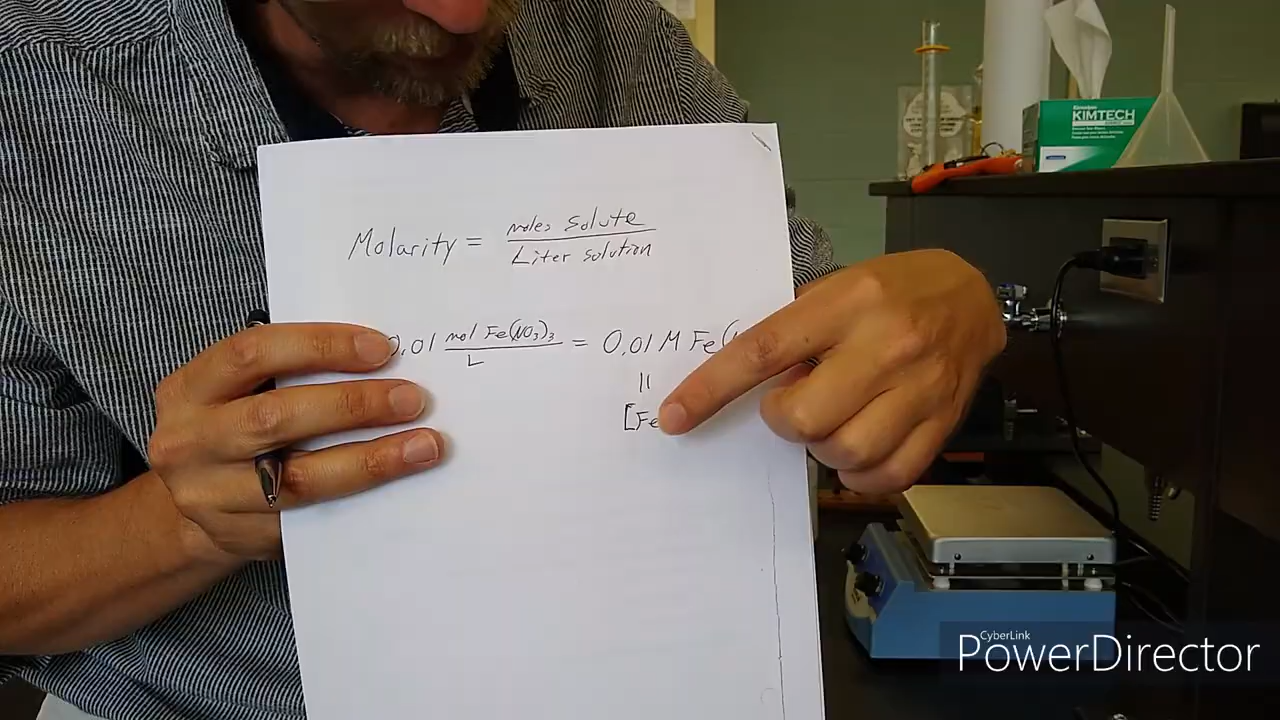 KIMTECH
Molarity = moles solute / Liter solution
0.01 mol Fe(NO3)3 / L = 0.01 M Fe(
=
[Fe
CyberLink
PowerDirector